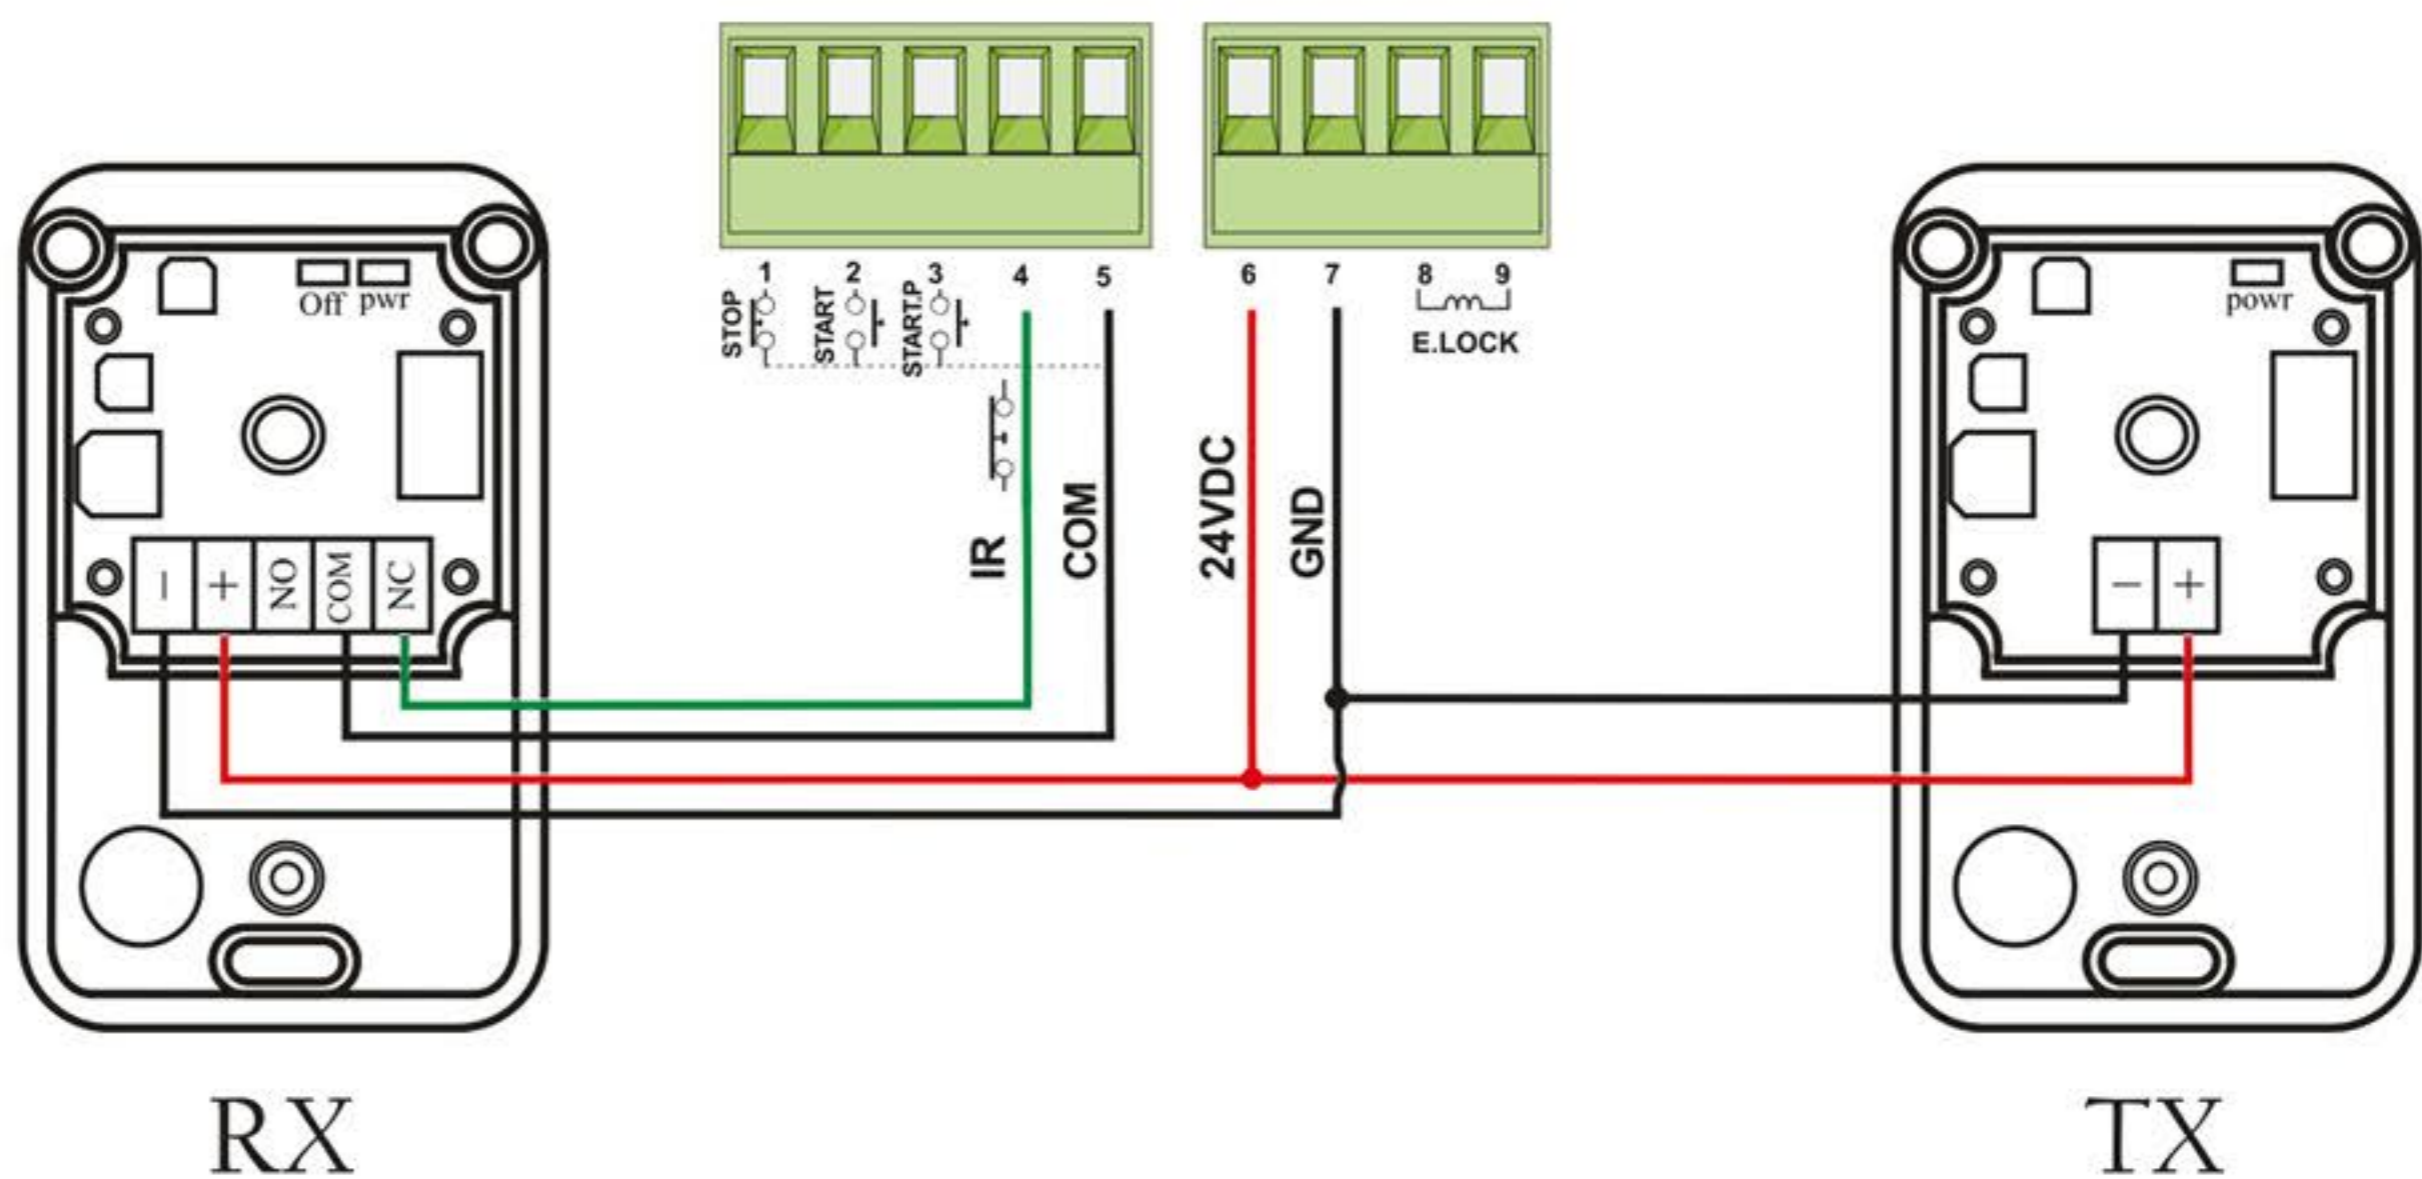 1 2 3 4 5 6 7 8 9
STOP
START
START.P
E.LOCK
IR
COM
24VDC
GND
Off pwr
− + NO COM NC
powr
− +
RX
TX